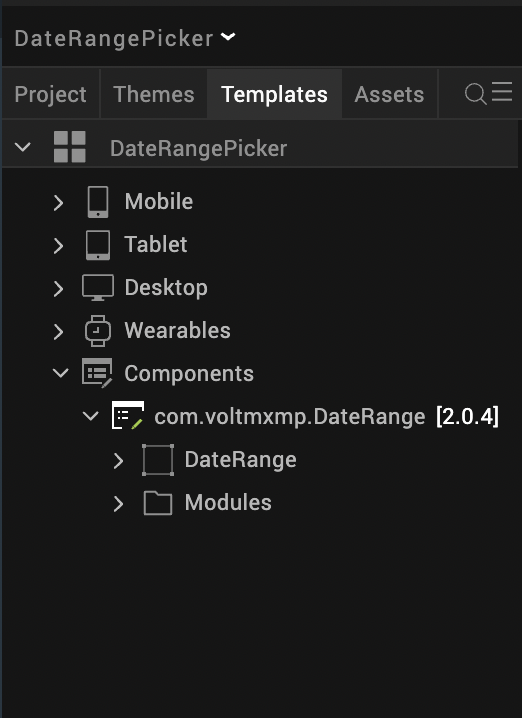 DateRangePicker
Project Themes Templates Assets
DateRangePicker
Mobile
Tablet
Desktop
Wearables
Components
com.voltmxmp.DateRange [2.0.4]
DateRange
Modules